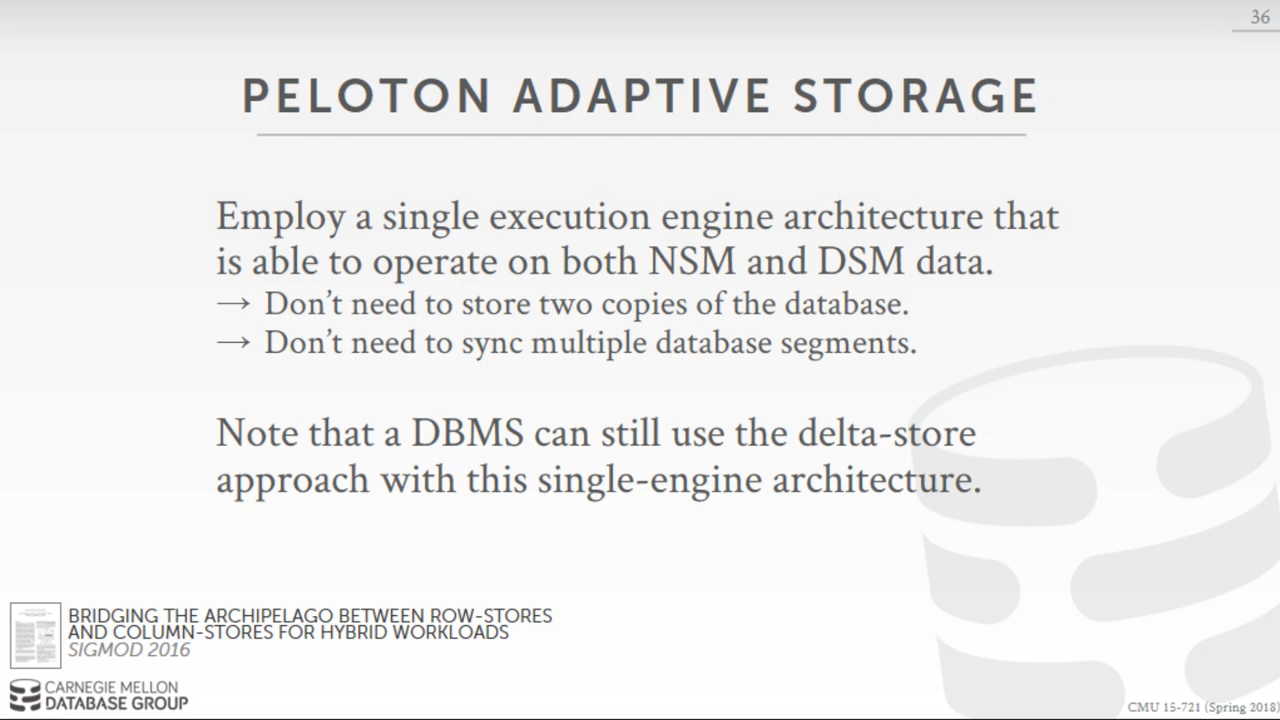 36
PELOTON ADAPTIVE STORAGE
Employ a single execution engine architecture that
is able to operate on both NSM and DSM data.
→ Don’t need to store two copies of the database.
→ Don’t need to sync multiple database segments.
Note that a DBMS can still use the delta-store
approach with this single-engine architecture.
BRIDGING THE ARCHIPELAGO BETWEEN ROW-STORES
AND COLUMN-STORES FOR HYBRID WORKLOADS
SIGMOD 2016
CARNEGIE MELLON
DATABASE GROUP
CMU 15-721 (Spring 2018)